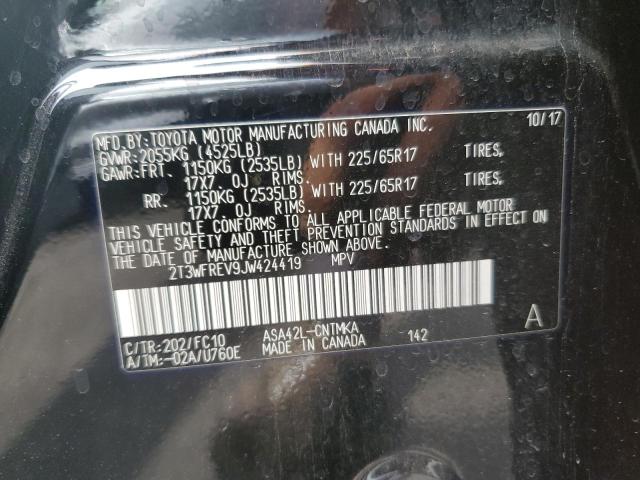 MFD.BY:TOYOTA MOTOR MANUFACTURING CANADA INC. 10/17
GVWR:2055KG (4525LB)
GAWR:FRT. 1150KG (2535LB) WITH 225/65R17 TIRES,
17X7. OJ RIMS.
RR. 1150KG (2535LB) WITH 225/65R17 TIRES,
17X7. OJ RIMS.
THIS VEHICLE CONFORMS TO ALL APPLICABLE FEDERAL MOTOR
VEHICLE SAFETY AND THEFT PREVENTION STANDARDS IN EFFECT ON
THE DATE OF MANUFACTURE SHOWN ABOVE.
2T3WFREV9JW424419 MPV
C/TR:202/FC10 ASA42L-CNTMKA 142 A
A/TM:-02A/U760E MADE IN CANADA